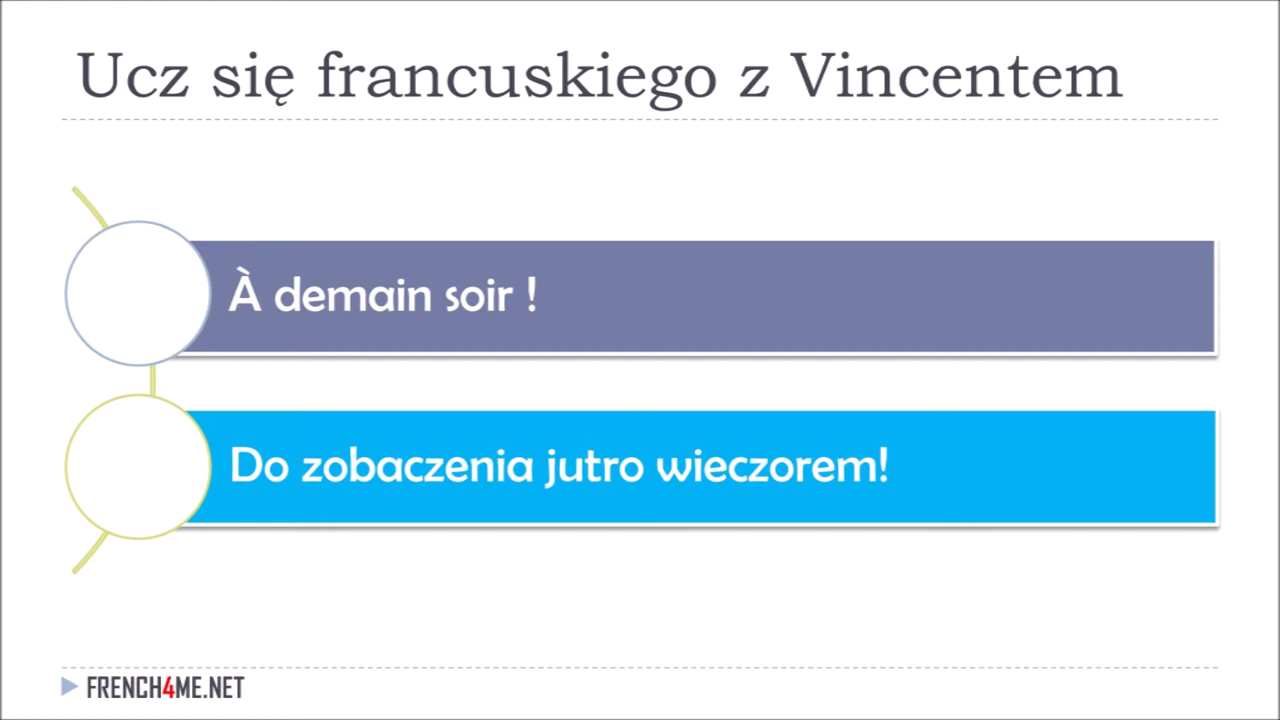 Ucz się francuskiego z Vincentem
À demain soir !
Do zobaczenia jutro wieczorem!
FRENCH4ME.NET